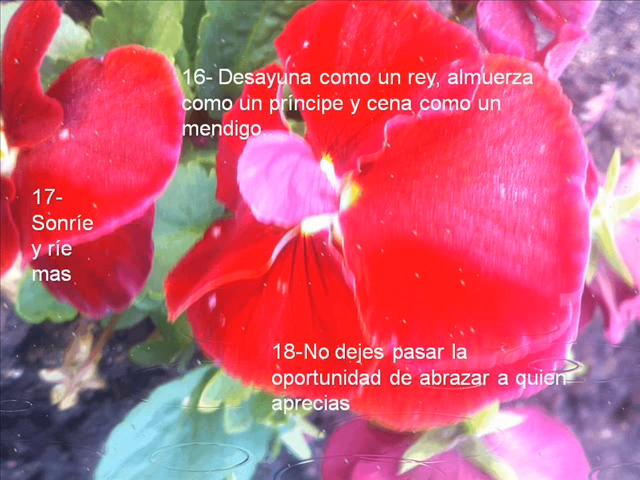 16- Desayuna como un rey, almuerza
como un príncipe y cena como un
mendigo
17-
Sonríe
y ríe
mas
18-No dejes pasar la
oportunidad de abrazar a quien
aprecias